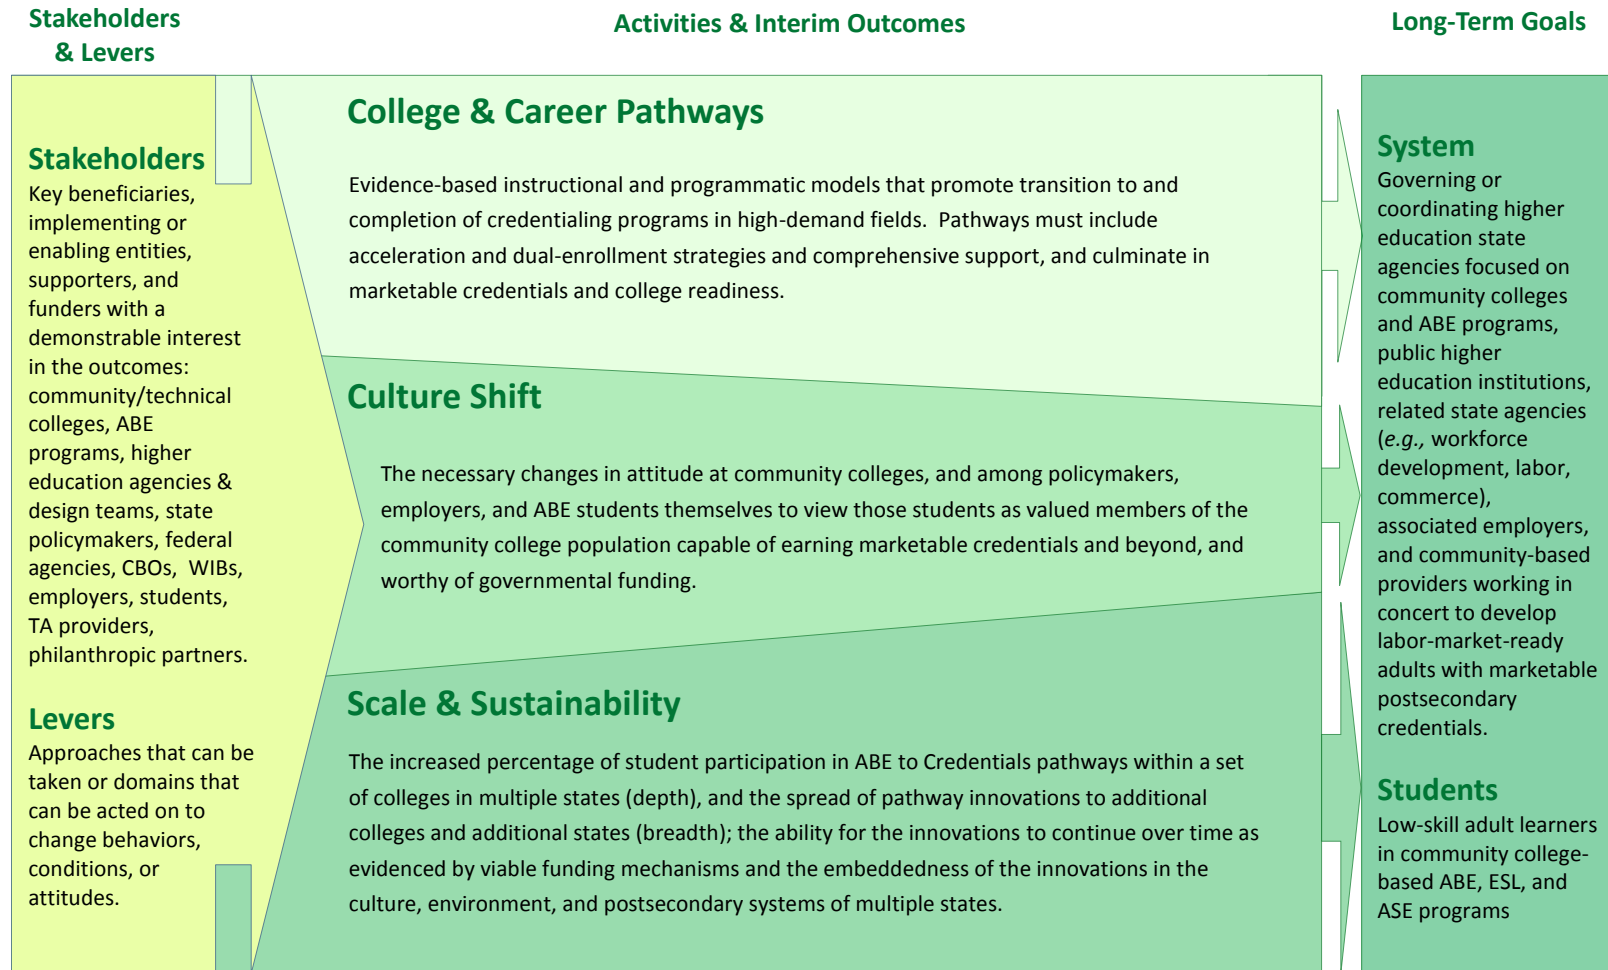 Stakeholders
& Levers
Activities & Interim Outcomes
Long-Term Goals
Stakeholders
Key beneficiaries,
implementing or
enabling entities,
supporters, and
funders with a
demonstrable interest
in the outcomes:
community/technical
colleges, ABE
programs, higher
education agencies &
design teams, state
policymakers, federal
agencies, CBOs,  WIBs,
employers, students,
TA providers,
philanthropic partners.
Levers
Approaches that can be
taken or domains that
can be acted on to
change behaviors,
conditions, or
attitudes.
College & Career Pathways
Evidence-based instructional and programmatic models that promote transition to and
completion of credentialing programs in high-demand fields.  Pathways must include
acceleration and dual-enrollment strategies and comprehensive support, and culminate in
marketable credentials and college readiness.
Culture Shift
The necessary changes in attitude at community colleges, and among policymakers,
employers, and ABE students themselves to view those students as valued members of the
community college population capable of earning marketable credentials and beyond, and
worthy of governmental funding.
Scale & Sustainability
The increased percentage of student participation in ABE to Credentials pathways within a set
of colleges in multiple states (depth), and the spread of pathway innovations to additional
colleges and additional states (breadth); the ability for the innovations to continue over time as
evidenced by viable funding mechanisms and the embeddedness of the innovations in the
culture, environment, and postsecondary systems of multiple states.
System
Governing or
coordinating higher
education state
agencies focused on
community colleges
and ABE programs,
public higher
education institutions,
related state agencies
(e.g., workforce
development, labor,
commerce),
associated employers,
and community-based
providers working in
concert to develop
labor-market-ready
adults with marketable
postsecondary
credentials.
Students
Low-skill adult learners
in community college-
based ABE, ESL, and
ASE programs